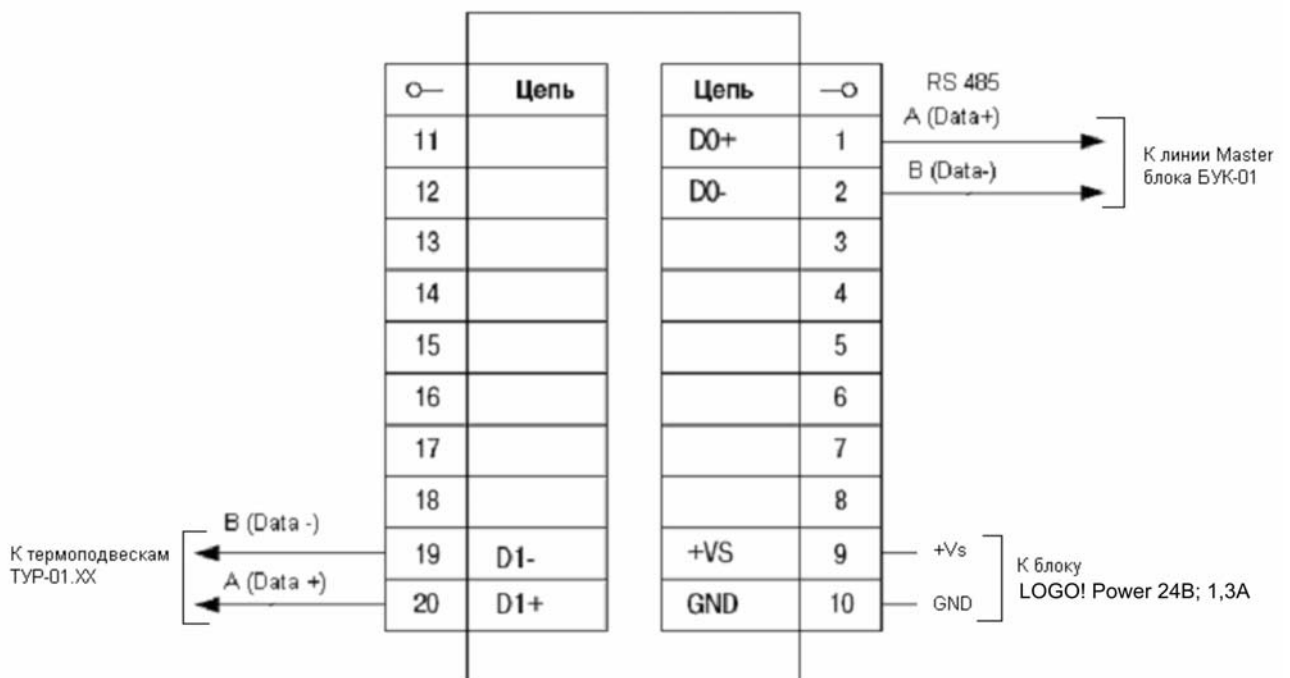 Цепь
11
12
13
14
15
16
17
18
19 D1-
20 D1+
B (Data -)
A (Data +)
К термоподвескам
ТУР-01.XX
Цепь
D0+ 1
D0- 2
3
4
5
6
7
8
+VS 9
GND 10
RS 485
A (Data+)
B (Data-)
К линии Master
блока БУК-01
+Vs
GND
К блоку
LOGO! Power 24В; 1,3А